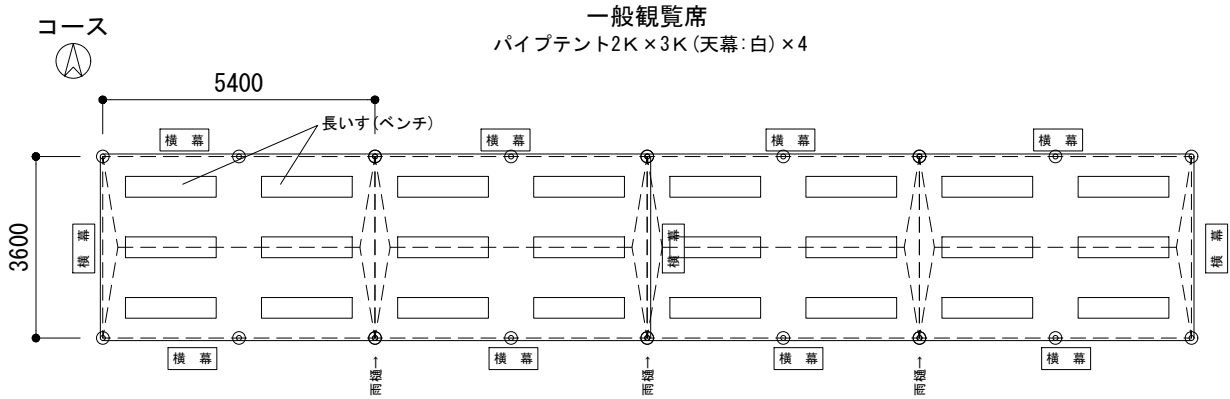 一般観覧席
パイプテント2K×3K(天幕:白)×4
コース
5400
長いす(ベンチ)
横 幕
横 幕
横 幕
横 幕
3600
横 幕
横 幕
横 幕
横 幕
横 幕
横 幕
横 幕
雨樋→
雨樋→
雨樋→